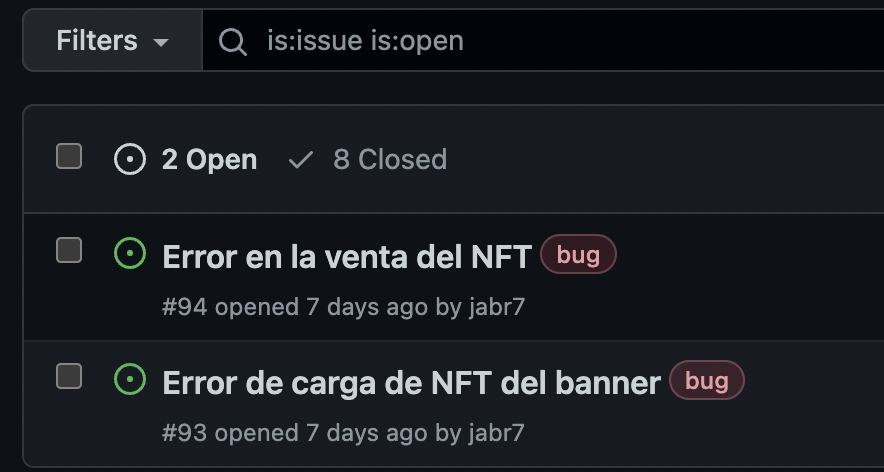 Filters is:issue is:open
2 Open 8 Closed
Error en la venta del NFT bug
#94 opened 7 days ago by jabr7
Error de carga de NFT del banner bug
#93 opened 7 days ago by jabr7